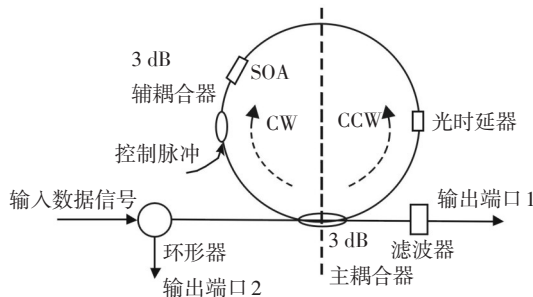 3 dB
辅耦合器
SOA
CW
CCW
光时延器
控制脉冲
输入数据信号
输出端口1
环形器
3 dB
主耦合器
滤波器
输出端口2